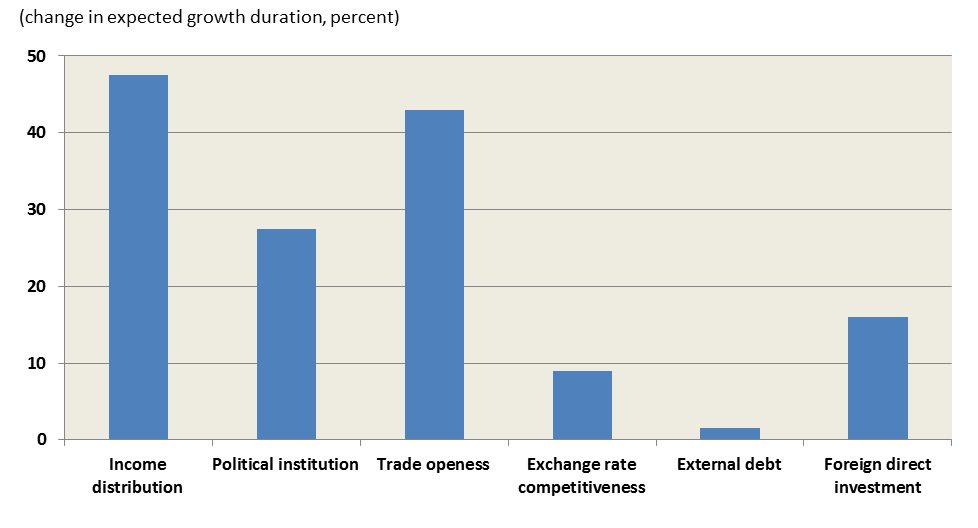 (change in expected growth duration, percent)
50
40
30
20
10
0
Income
distribution
Political institution
Trade openess
Exchange rate
competitiveness
External debt
Foreign direct
investment